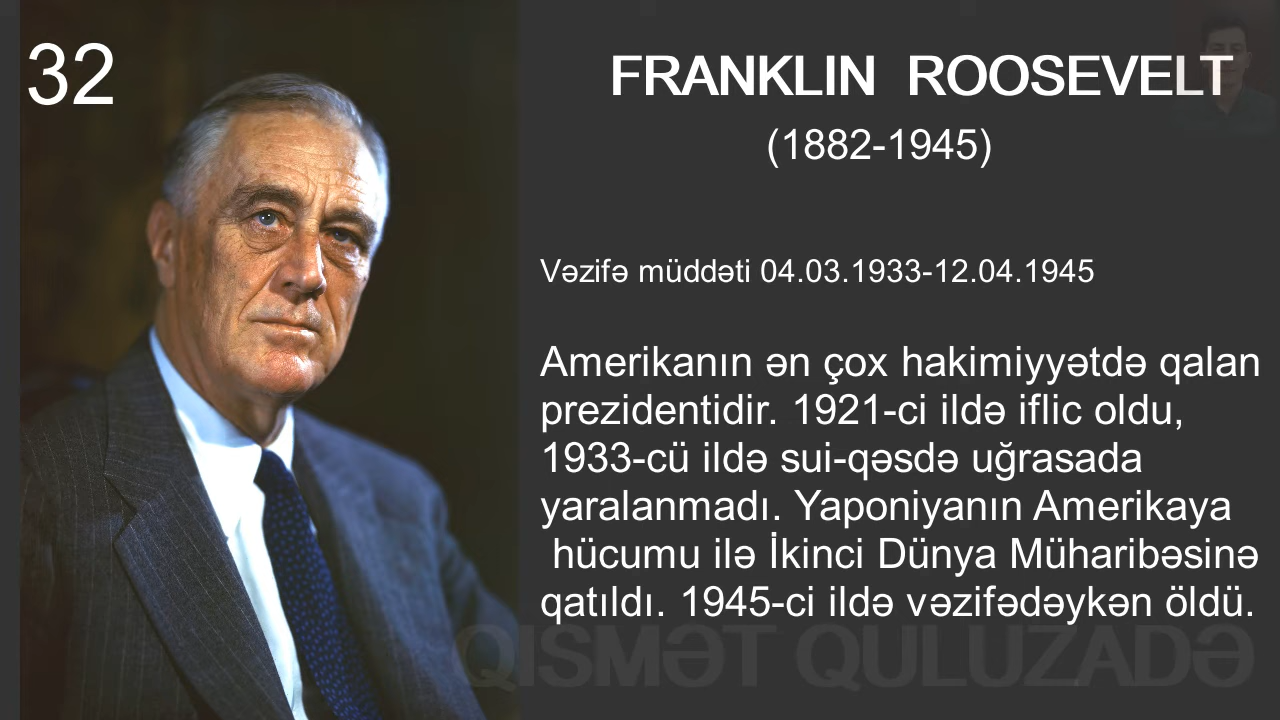 32
FRANKLIN ROOSEVELT
(1882-1945)
Vəzifə müddəti 04.03.1933-12.04.1945
Amerikanın ən çox hakimiyyətdə qalan
prezidentidir. 1921-ci ildə iflic oldu,
1933-cü ildə sui-qəsdə uğrasada
yaralanmadı. Yaponiyanın Amerikaya
hücumu ilə İkinci Dünya Müharibəsinə
qatıldı. 1945-ci ildə vəzifədəykən öldü.
QISMƏT QULUZADƏ